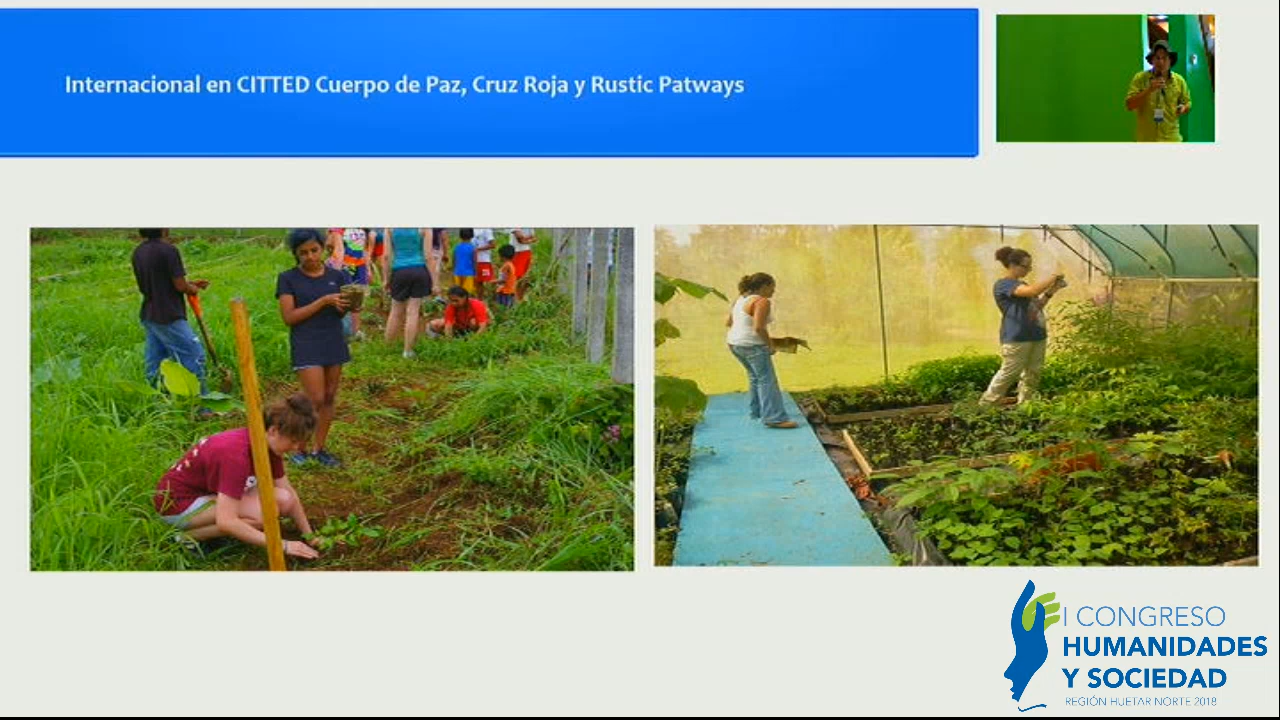 Internacional en CITTED Cuerpo de Paz, Cruz Roja y Rustic Patways
I CONGRESO
HUMANIDADES
Y SOCIEDAD
REGIÓN HUETAR NORTE 2018